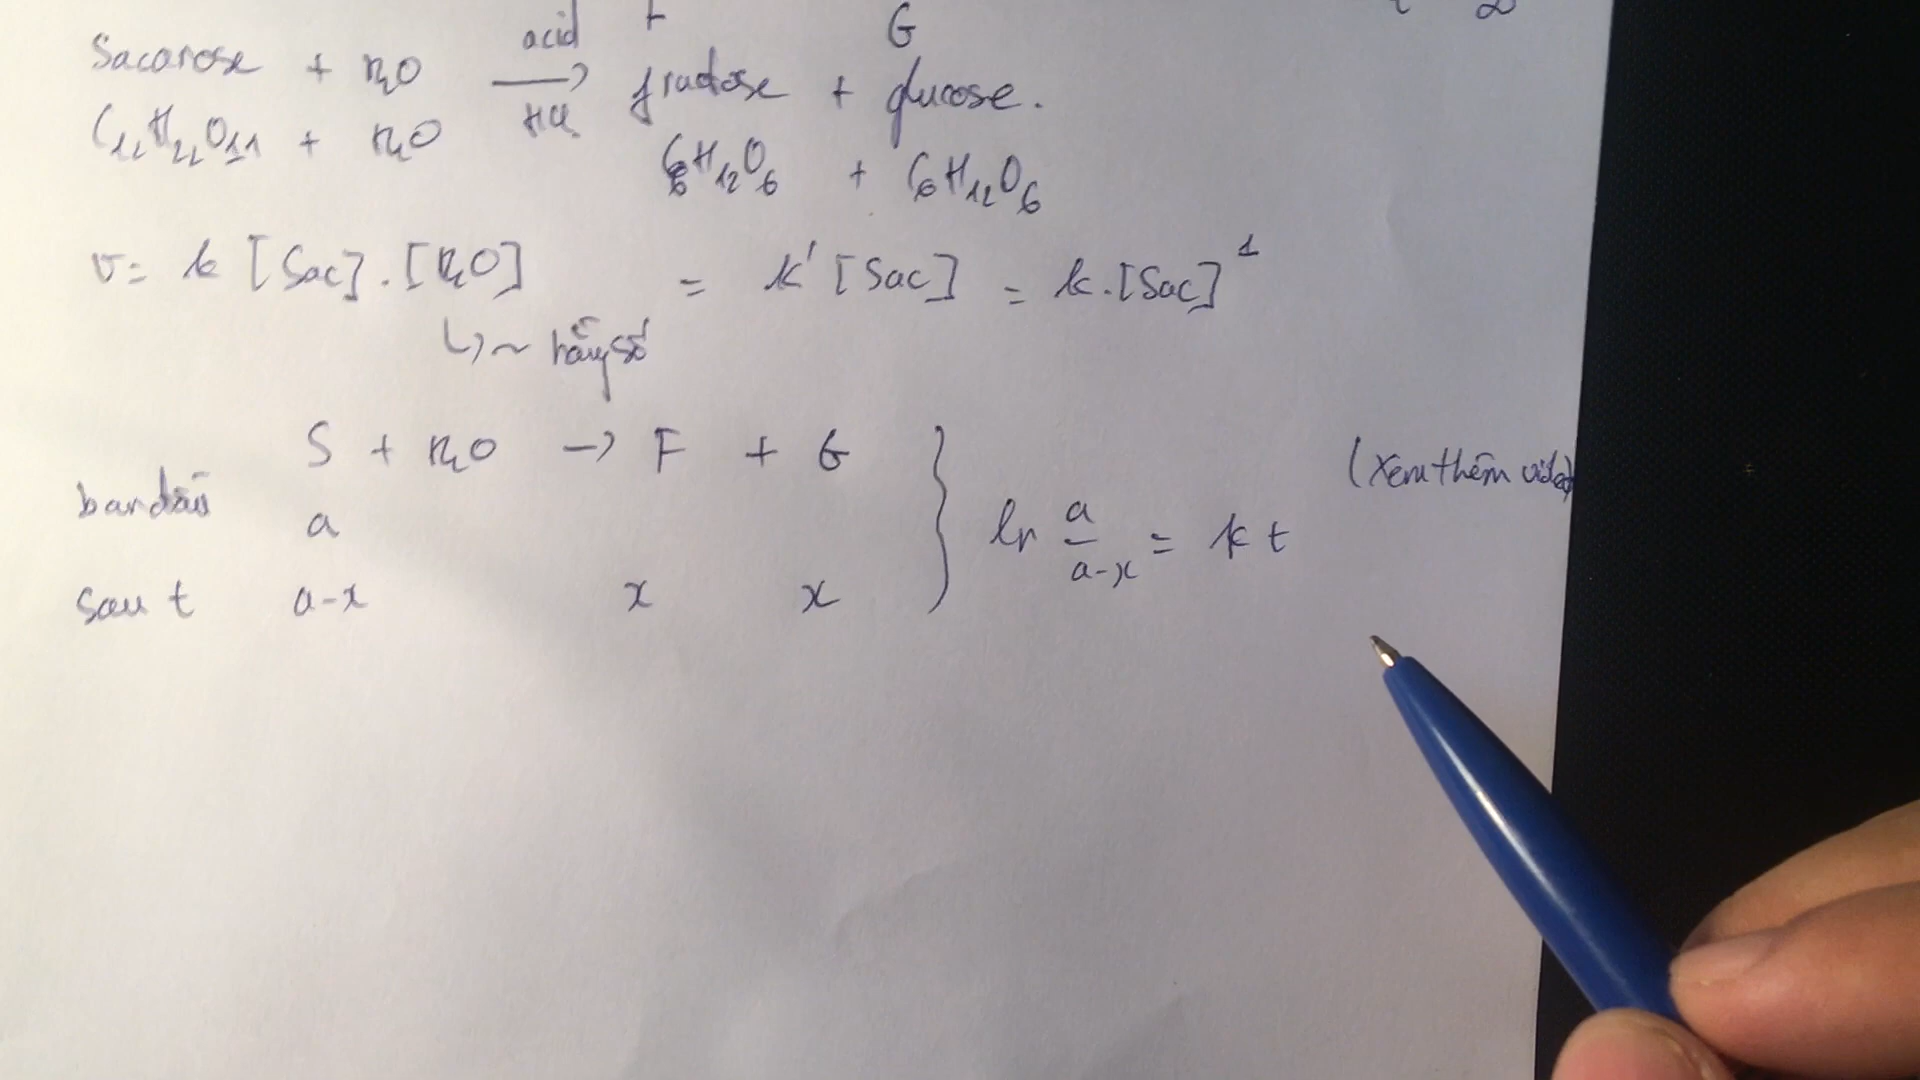 acid F G
Sacarose + H₂O ⟶ fructose + glucose.
HCl
C₁₂H₂₂O₁₁ + H₂O C₆H₁₂O₆ + C₆H₁₂O₆
v = k [Sac].[H₂O] = k' [Sac] = k.[Sac]¹
↳ ~ hằng số
S + H₂O → F + G
ban đầu a
ln a/(a-x) = kt
(Xem thêm video)
sau t a-x x x